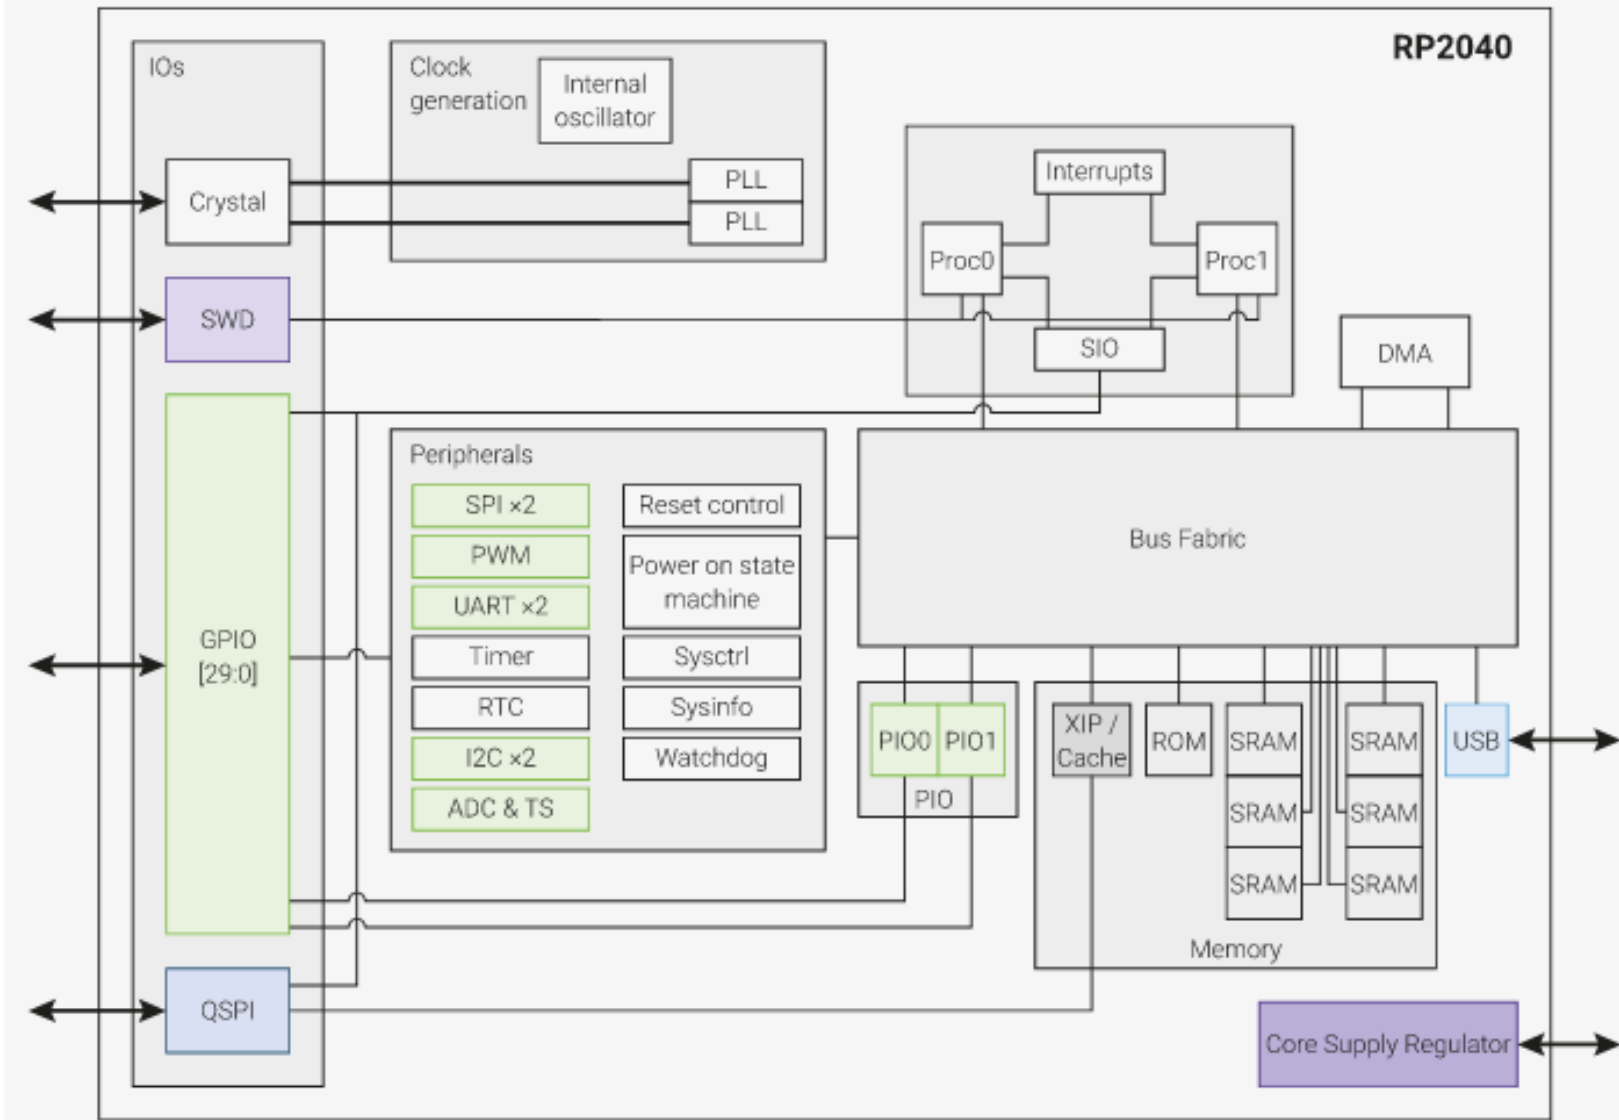 RP2040
IOs
Clock
generation
Internal
oscillator
Crystal
PLL
PLL
Interrupts
Proc0
Proc1
SWD
SIO
DMA
Peripherals
SPI ×2
Reset control
PWM
Power on state
machine
UART ×2
Timer
Sysctrl
RTC
Sysinfo
I2C ×2
Watchdog
ADC & TS
GPIO
[29:0]
Bus Fabric
PIO0
PIO1
PIO
XIP /
Cache
ROM
SRAM
SRAM
USB
SRAM
SRAM
SRAM
SRAM
Memory
QSPI
Core Supply Regulator